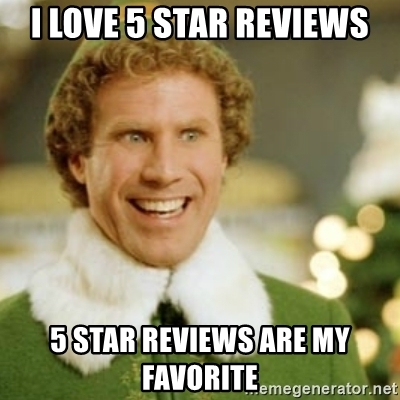 I LOVE 5 STAR REVIEWS
5 STAR REVIEWS ARE MY
FAVORITE
memegenerator.net